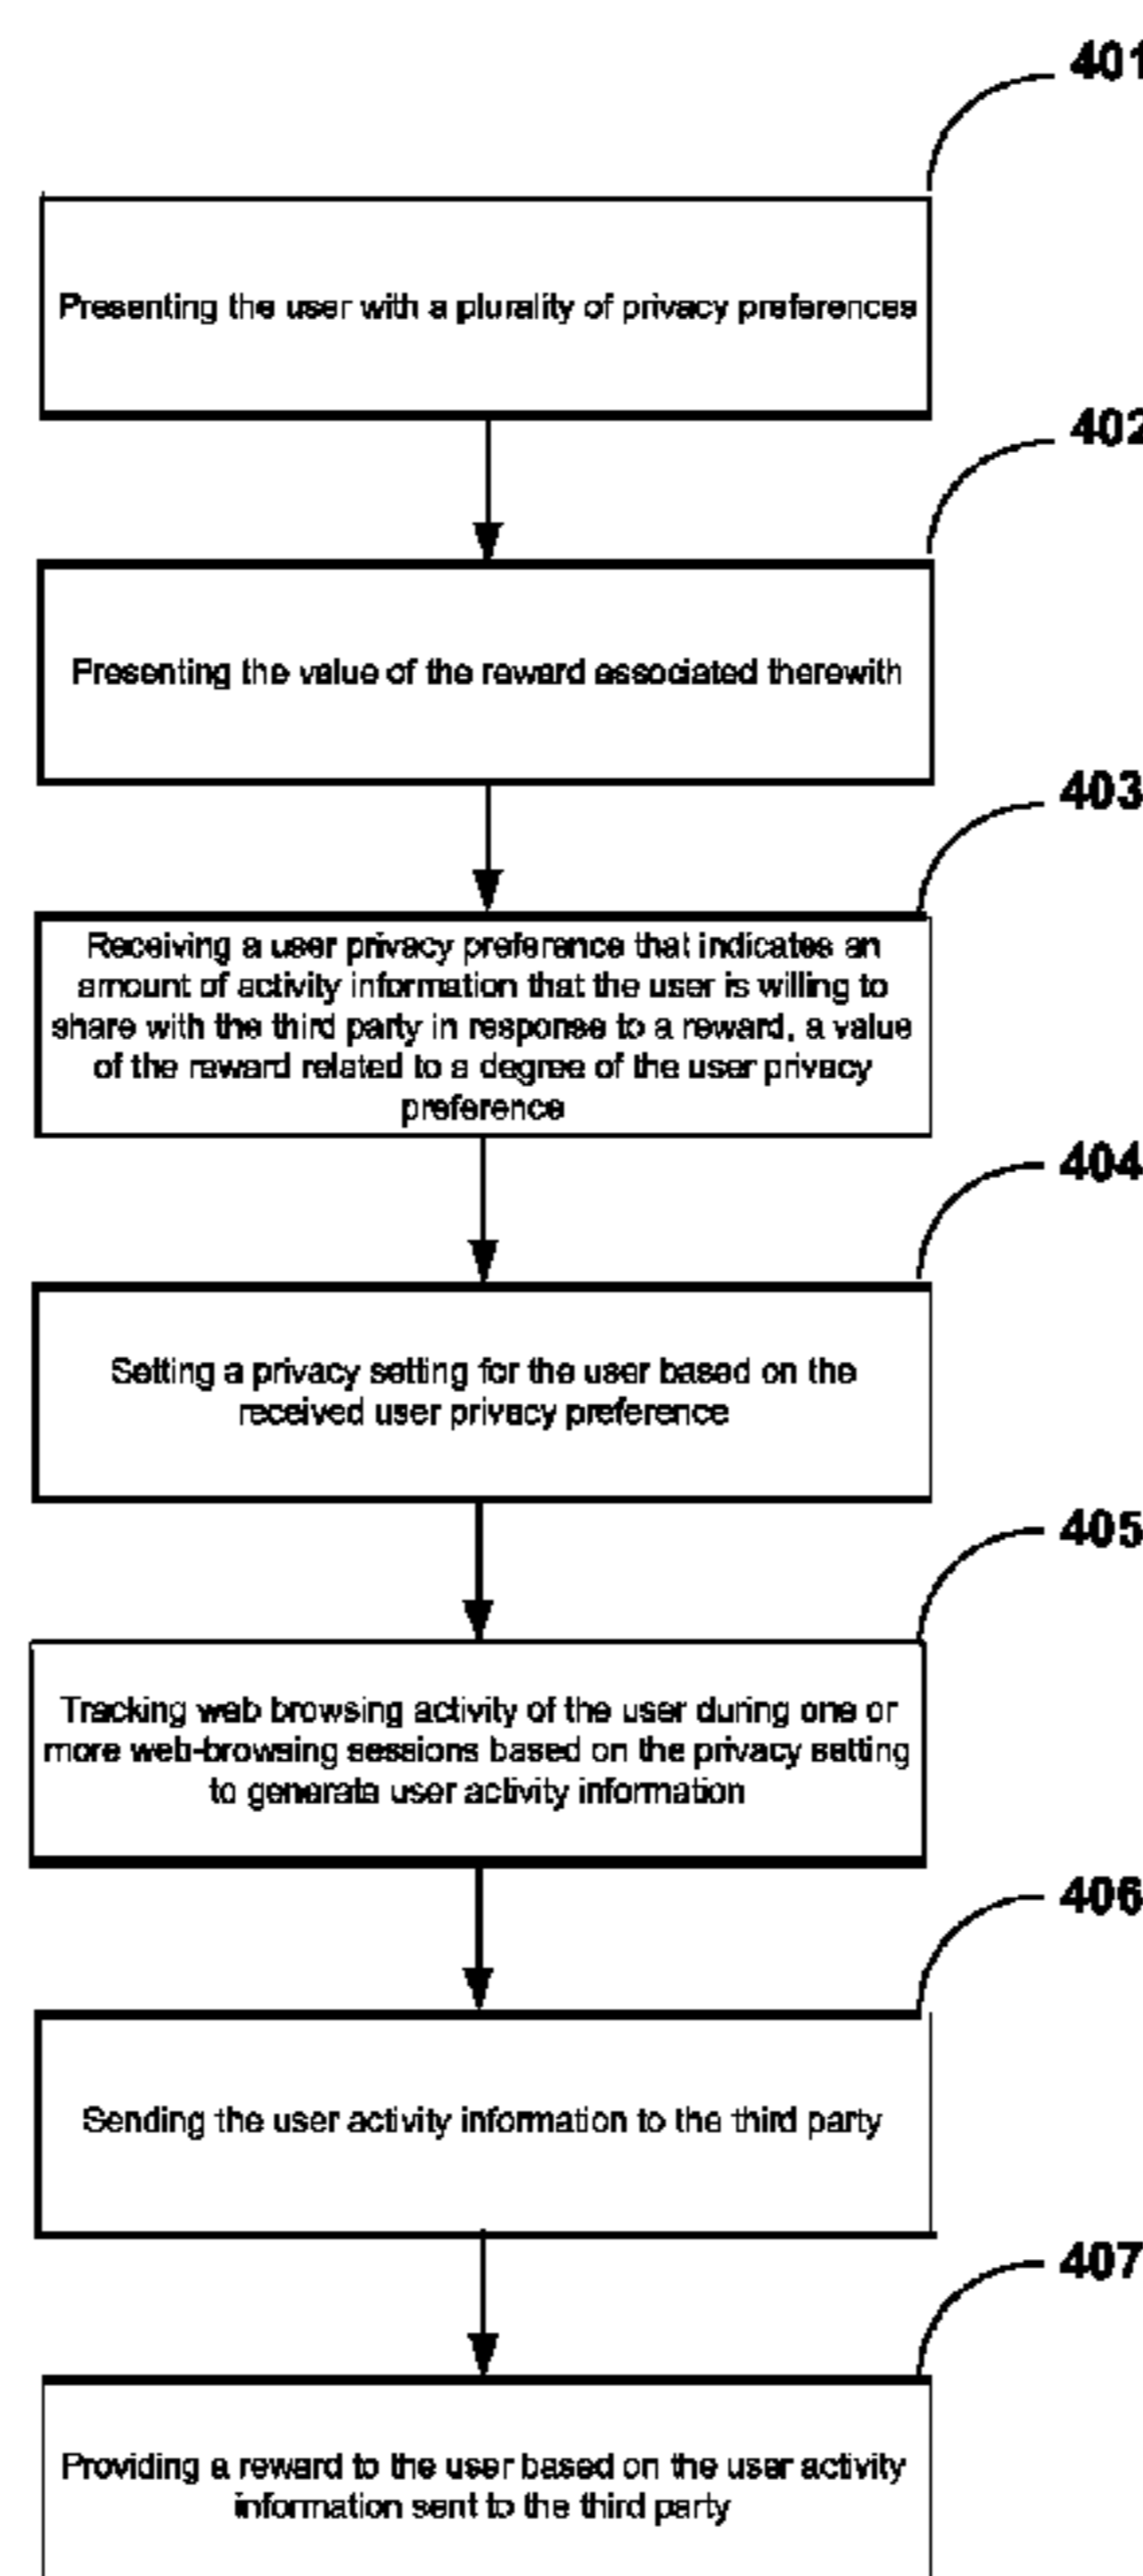 401
Presenting the user with a plurality of privacy preferences
402
Presenting the value of the reward associated therewith
403
Receiving a user privacy preference that indicates an
amount of activity information that the user is willing to
share with the third party in response to a reward, a value
of the reward related to a degree of the user privacy
preference
404
Setting a privacy setting for the user based on the
received user privacy preference
405
Tracking web browsing activity of the user during one or
more web-browsing sessions based on the privacy setting
to generate user activity information
406
Sending the user activity information to the third party
407
Providing a reward to the user based on the user activity
information sent to the third party